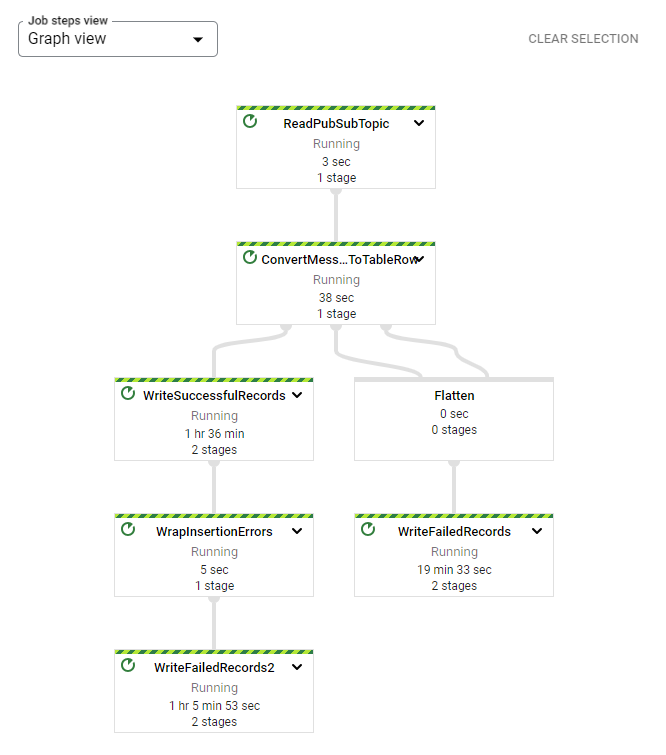 Job steps view
Graph view
CLEAR SELECTION
ReadPubSubTopic
Running
3 sec
1 stage
ConvertMess...ToTableRow
Running
38 sec
1 stage
WriteSuccessfulRecords
Running
1 hr 36 min
2 stages
Flatten
0 sec
0 stages
WrapInsertionErrors
Running
5 sec
1 stage
WriteFailedRecords
Running
19 min 33 sec
2 stages
WriteFailedRecords2
Running
1 hr 5 min 53 sec
2 stages